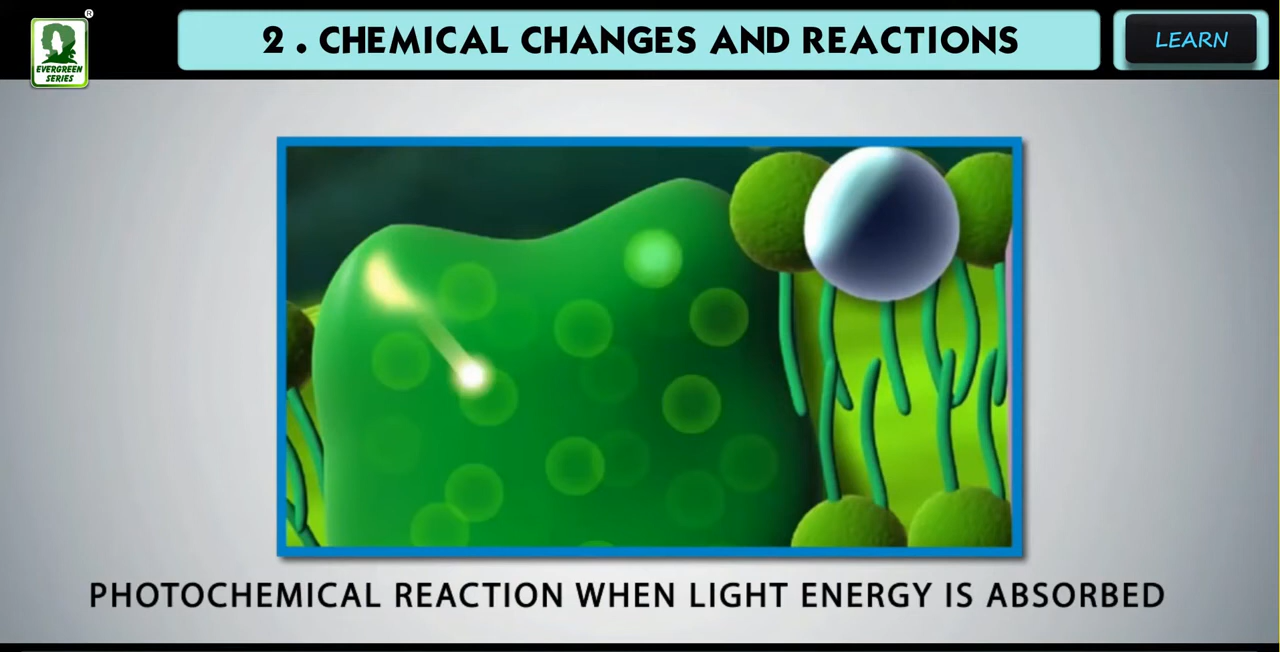 ®
EVERGREEN
SERIES
2 . CHEMICAL CHANGES AND REACTIONS
LEARN
PHOTOCHEMICAL REACTION WHEN LIGHT ENERGY IS ABSORBED